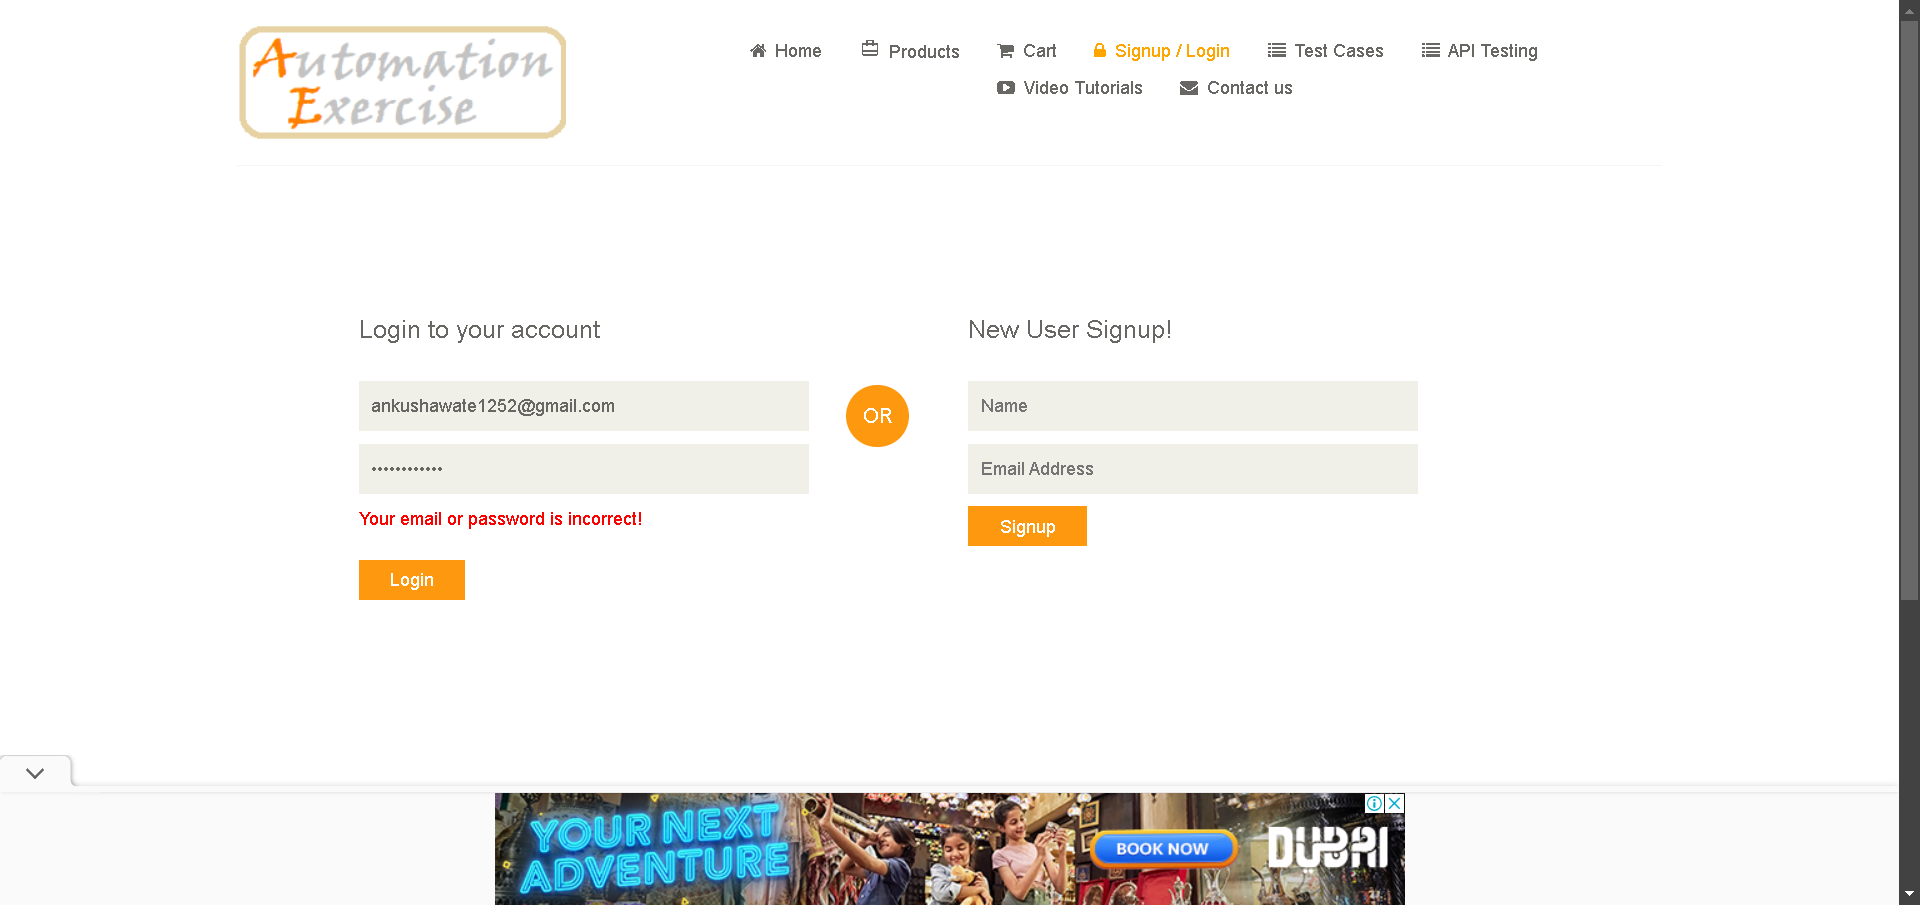 Automation
Exercise
Home
Products
Cart
Signup / Login
Test Cases
API Testing
Video Tutorials
Contact us
Login to your account
ankushawate1252@gmail.com
••••••••••••
Your email or password is incorrect!
Login
OR
New User Signup!
Name
Email Address
Signup
YOUR NEXT
ADVENTURE
BOOK NOW
DUBAI